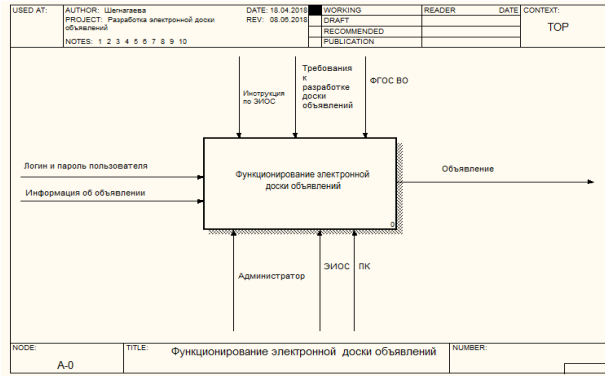 USED AT:
AUTHOR: Шегнагаева
DATE: 18.04.2018
WORKING
READER
DATE
CONTEXT:
PROJECT: Разработка электронной доски
объявлений
REV: 08.06.2018
DRAFT
TOP
RECOMMENDED
NOTES: 1 2 3 4 5 6 7 8 9 10
PUBLICATION
Инструкция
по ЭИОС
Требования
к
разработке
доски
объявлений
ФГОС ВО
Логин и пароль пользователя
Информация об объявлении
Функционирование электронной
доски объявлений
0
Объявление
Администратор
ЭИОС
ПК
NODE:
A-0
TITLE:
Функционирование электронной доски объявлений
NUMBER: